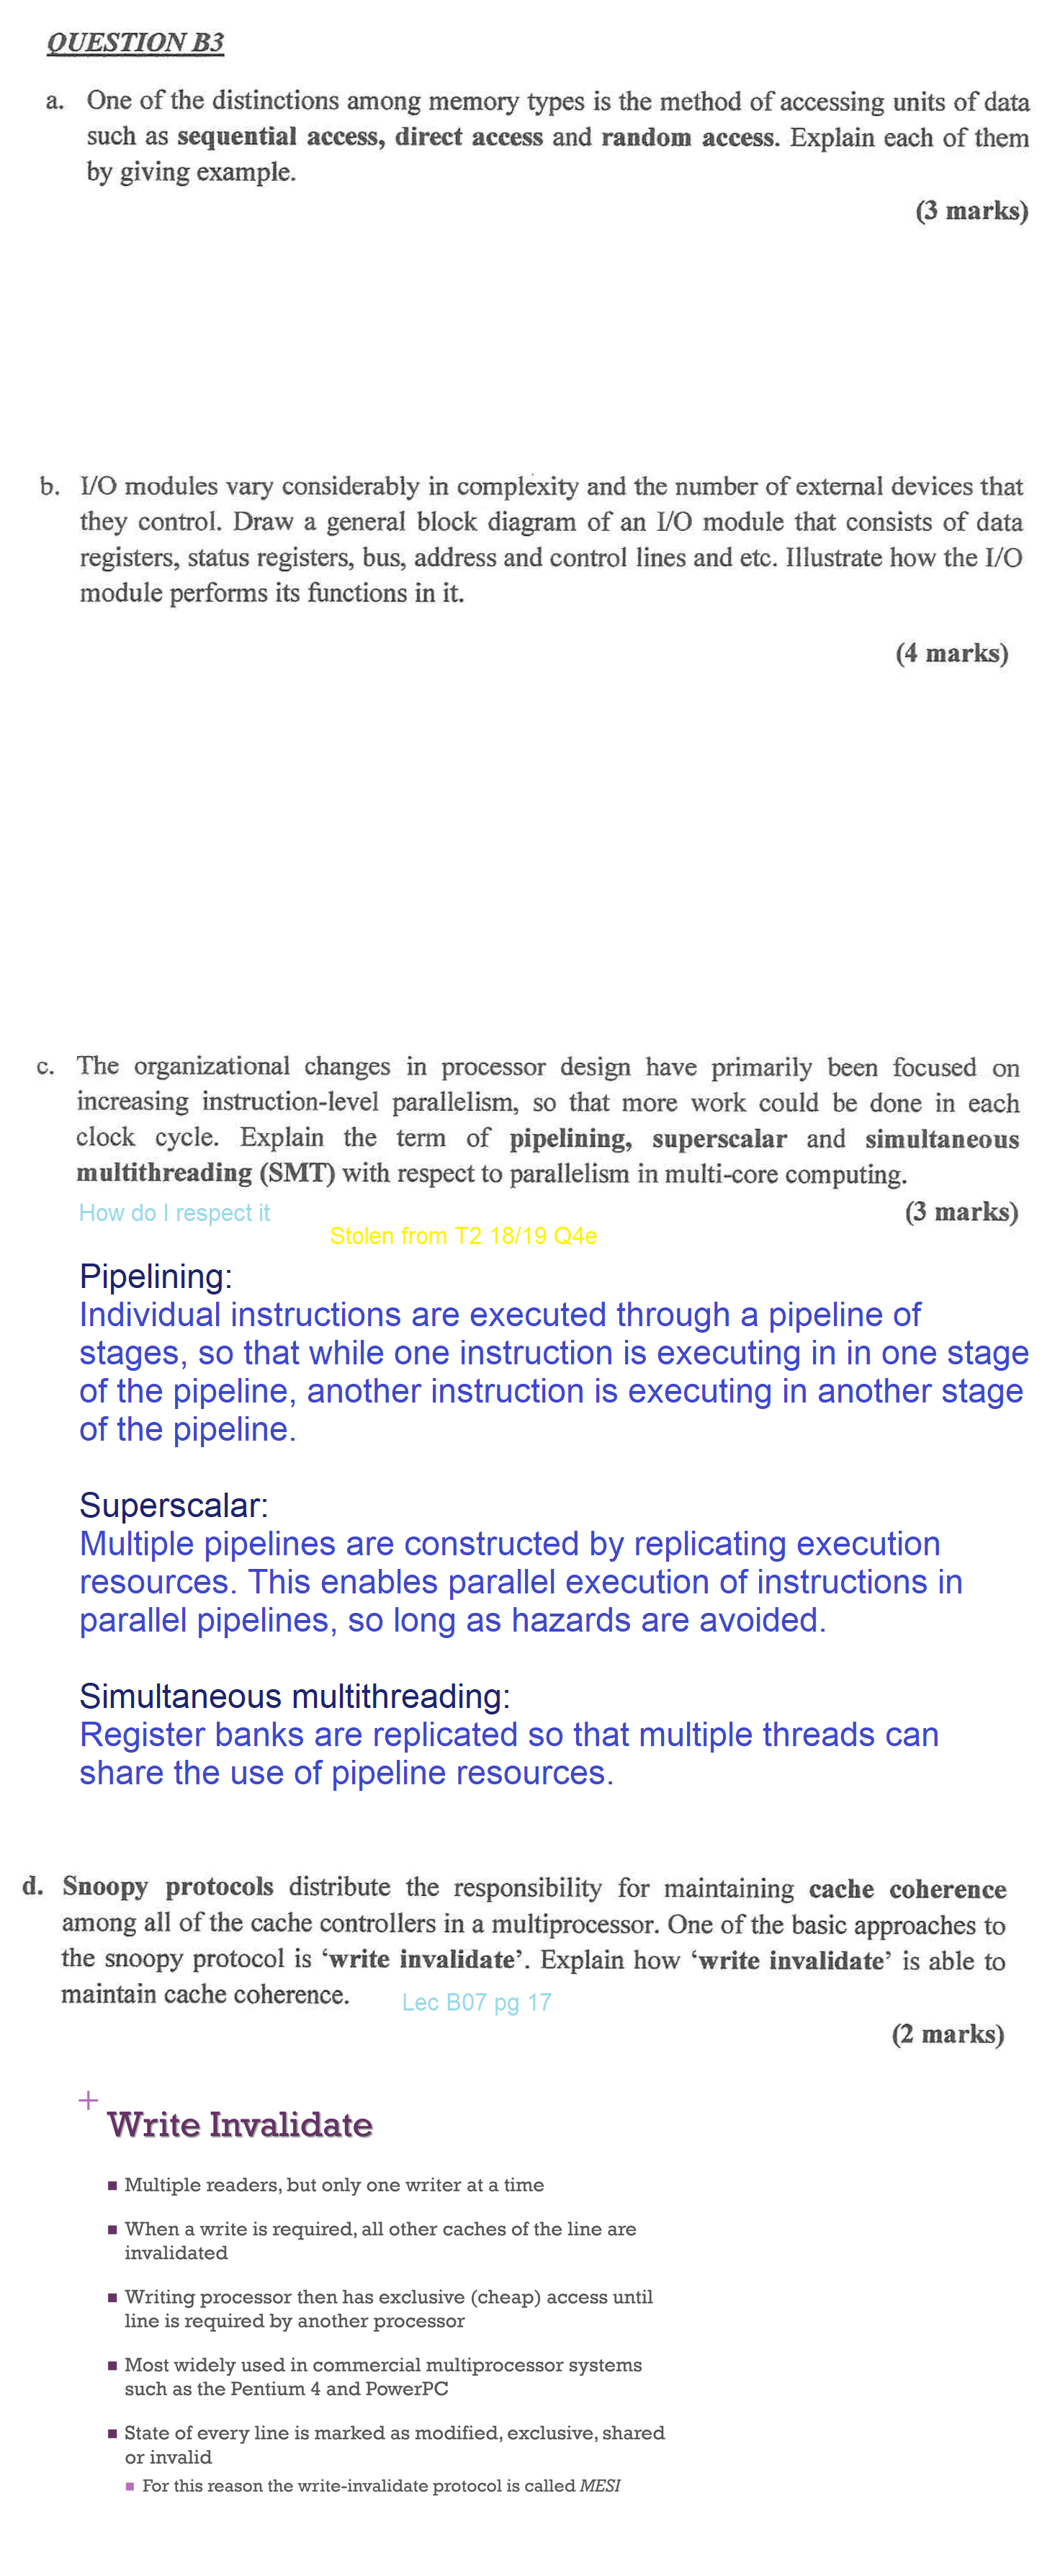 QUESTION B3
a. One of the distinctions among memory types is the method of accessing units of data
such as sequential access, direct access and random access. Explain each of them
by giving example.
(3 marks)
b. I/O modules vary considerably in complexity and the number of external devices that
they control. Draw a general block diagram of an I/O module that consists of data
registers, status registers, bus, address and control lines and etc. Illustrate how the I/O
module performs its functions in it.
(4 marks)
c. The organizational changes in processor design have primarily been focused on
increasing instruction-level parallelism, so that more work could be done in each
clock cycle. Explain the term of pipelining, superscalar and simultaneous
multithreading (SMT) with respect to parallelism in multi-core computing.
How do I respect it
(3 marks)
Stolen from T2 18/19 Q4e
Pipelining:
Individual instructions are executed through a pipeline of
stages, so that while one instruction is executing in in one stage
of the pipeline, another instruction is executing in another stage
of the pipeline.
Superscalar:
Multiple pipelines are constructed by replicating execution
resources. This enables parallel execution of instructions in
parallel pipelines, so long as hazards are avoided.
Simultaneous multithreading:
Register banks are replicated so that multiple threads can
share the use of pipeline resources.
d. Snoopy protocols distribute the responsibility for maintaining cache coherence
among all of the cache controllers in a multiprocessor. One of the basic approaches to
the snoopy protocol is ‘write invalidate’. Explain how ‘write invalidate’ is able to
maintain cache coherence.
Lec B07 pg 17
(2 marks)
+
Write Invalidate
■ Multiple readers, but only one writer at a time
■ When a write is required, all other caches of the line are
invalidated
■ Writing processor then has exclusive (cheap) access until
line is required by another processor
■ Most widely used in commercial multiprocessor systems
such as the Pentium 4 and PowerPC
■ State of every line is marked as modified, exclusive, shared
or invalid
■ For this reason the write-invalidate protocol is called MESI